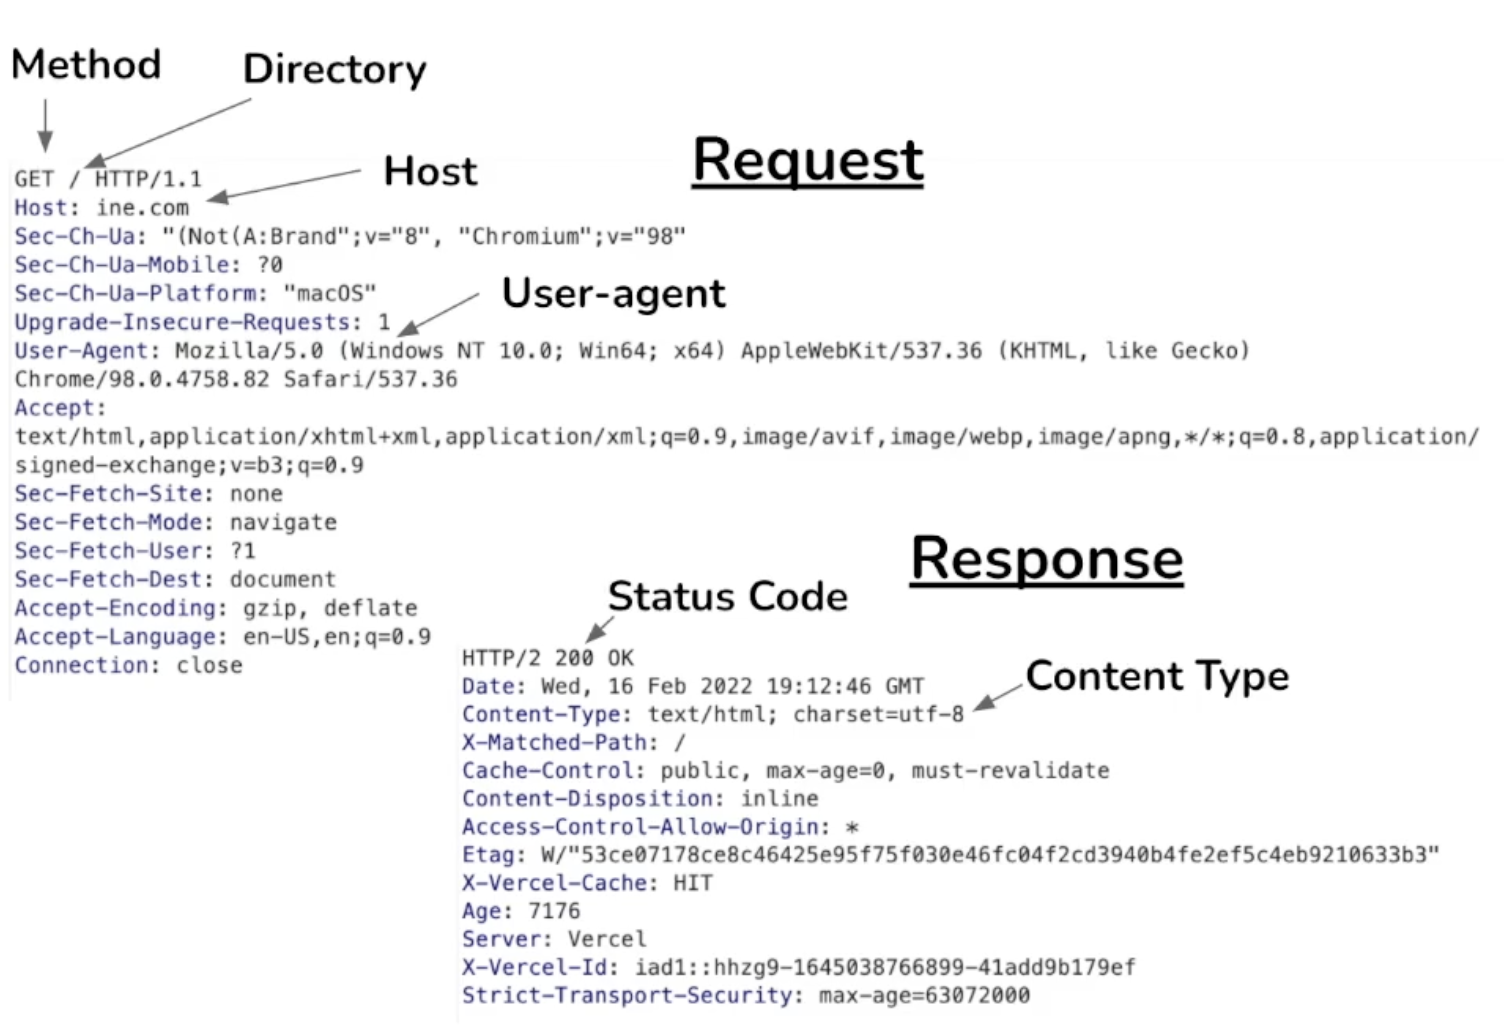 Method
Directory
Request
Host
GET / HTTP/1.1
Host: ine.com
Sec-Ch-Ua: "(Not(A:Brand";v="8", "Chromium";v="98"
Sec-Ch-Ua-Mobile: ?0
Sec-Ch-Ua-Platform: "macOS"
User-agent
Upgrade-Insecure-Requests: 1
User-Agent: Mozilla/5.0 (Windows NT 10.0; Win64; x64) AppleWebKit/537.36 (KHTML, like Gecko)
Chrome/98.0.4758.82 Safari/537.36
Accept:
text/html,application/xhtml+xml,application/xml;q=0.9,image/avif,image/webp,image/apng,*/*;q=0.8,application/
signed-exchange;v=b3;q=0.9
Sec-Fetch-Site: none
Sec-Fetch-Mode: navigate
Sec-Fetch-User: ?1
Sec-Fetch-Dest: document
Accept-Encoding: gzip, deflate
Accept-Language: en-US,en;q=0.9
Connection: close
Response
Status Code
HTTP/2 200 OK
Date: Wed, 16 Feb 2022 19:12:46 GMT
Content Type
Content-Type: text/html; charset=utf-8
X-Matched-Path: /
Cache-Control: public, max-age=0, must-revalidate
Content-Disposition: inline
Access-Control-Allow-Origin: *
Etag: W/"53ce07178ce8c46425e95f75f030e46fc04f2cd3940b4fe2ef5c4eb9210633b3"
X-Vercel-Cache: HIT
Age: 7176
Server: Vercel
X-Vercel-Id: iad1::hhzg9-1645038766899-41add9b179ef
Strict-Transport-Security: max-age=63072000